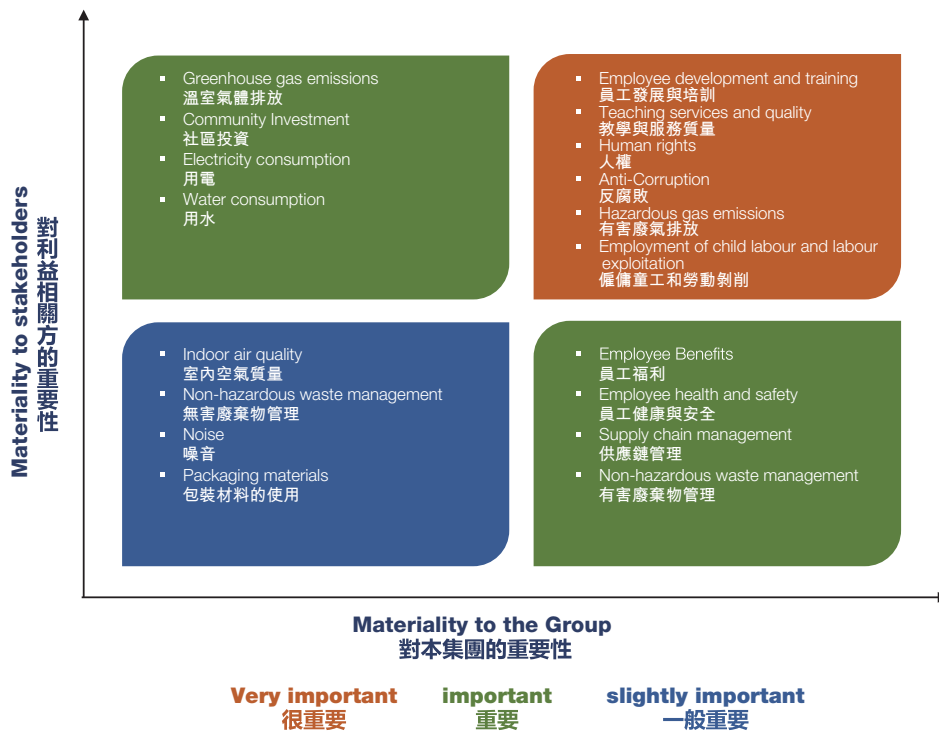 Greenhouse gas emissions
溫室氣體排放
Community Investment
社區投資
Electricity consumption
用電
Water consumption
用水
Employee development and training
員工發展與培訓
Teaching services and quality
教學與服務質量
Human rights
人權
Anti-Corruption
反腐敗
Hazardous gas emissions
有害廢氣排放
Employment of child labour and labour
exploitation
僱傭童工和勞動剝削
Indoor air quality
室內空氣質量
Non-hazardous waste management
無害廢棄物管理
Noise
噪音
Packaging materials
包裝材料的使用
Employee Benefits
員工福利
Employee health and safety
員工健康與安全
Supply chain management
供應鏈管理
Non-hazardous waste management
有害廢棄物管理
Materiality to stakeholders
對利益相關方的重要性
Materiality to the Group
對本集團的重要性
Very important
很重要
important
重要
slightly important
一般重要